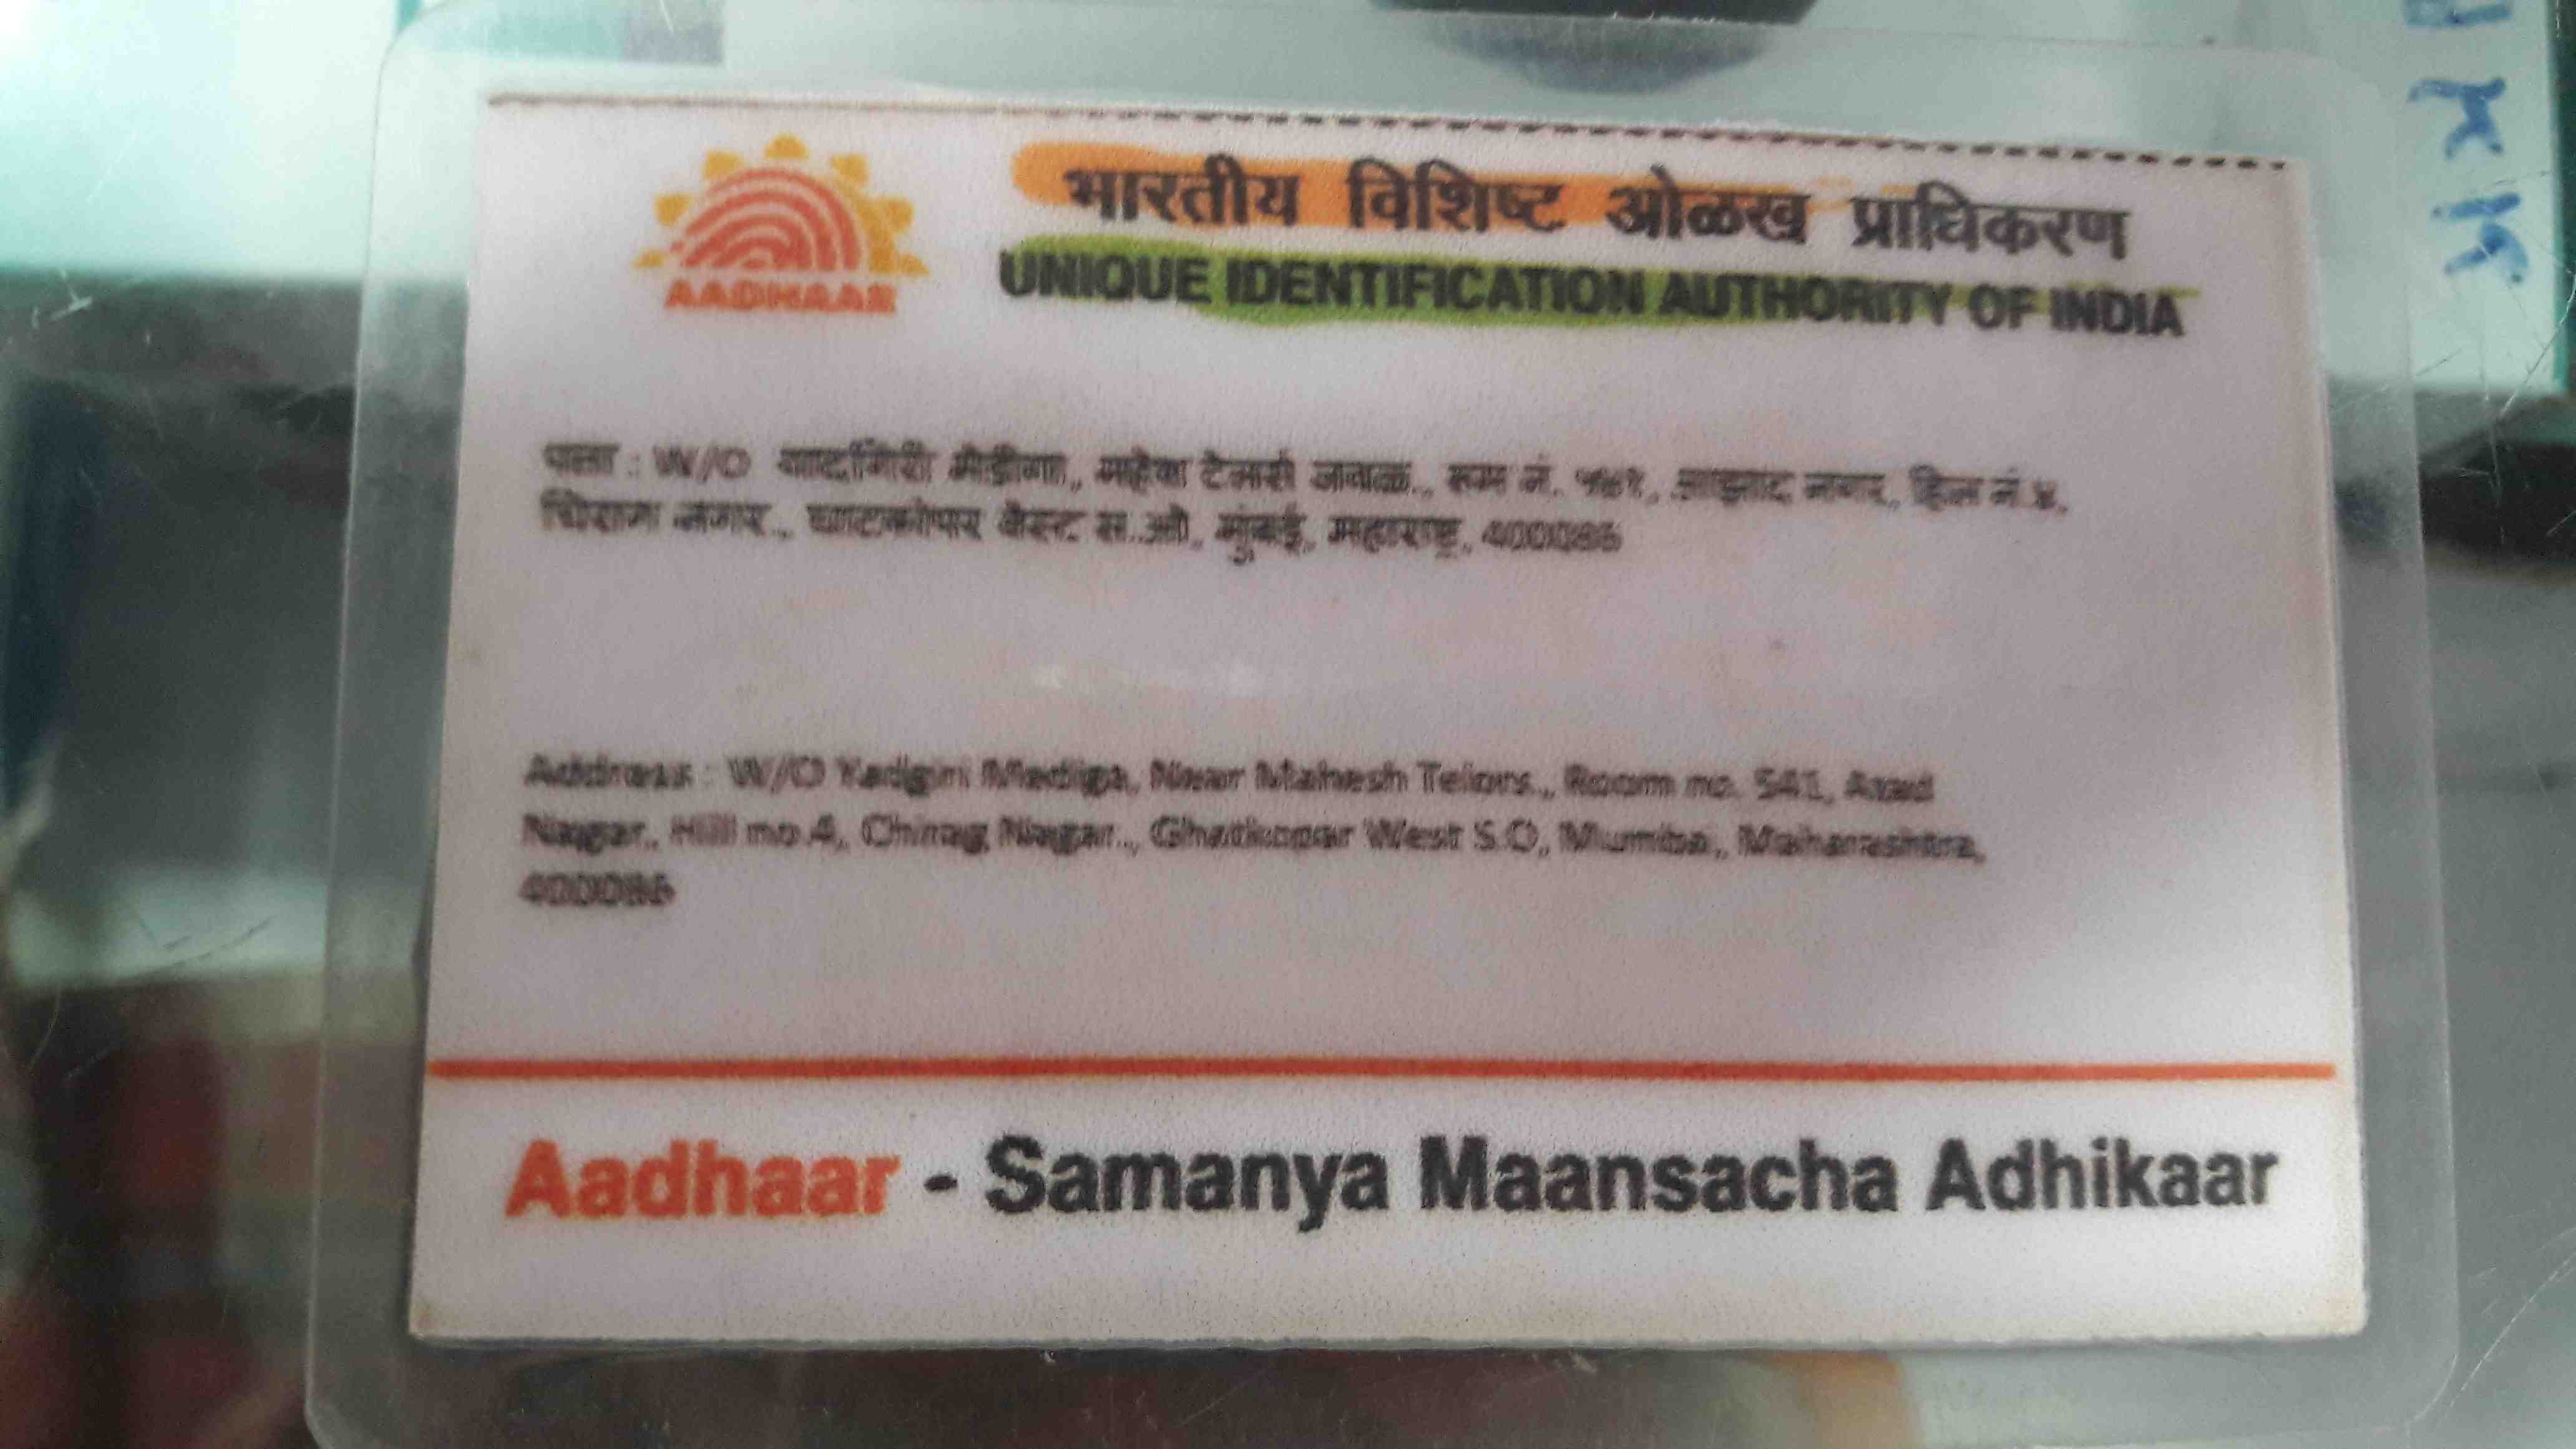 भारतीय विशिष्ट ओळख प्राधिकरण
AADHAAR
UNIQUE IDENTIFICATION AUTHORITY OF INDIA
पत्ता : W/O यादगिरी मेडीगा, महेश टेलर्स जवळ., रूम नं. ५४१, आझाद नगर, हिल नं.४,
चिराग नगर., घाटकोपर वेस्ट स.ओ, मुंबई, महाराष्ट्र, 400086
Address : W/O Yadgiri Mediga, Near Mahesh Telors., Room no. 541, Azad
Nagar, Hill no.4, Chirag Nagar., Ghatkopar West S.O, Mumbai, Maharashtra,
400086
Aadhaar - Samanya Maansacha Adhikaar